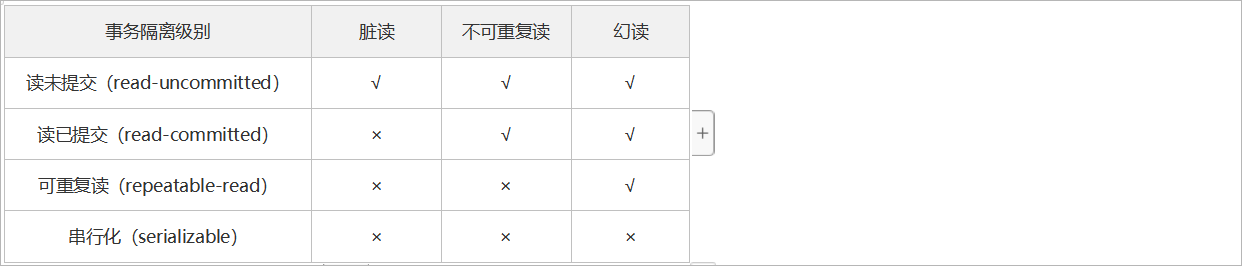 事务隔离级别 脏读 不可重复读 幻读
读未提交（read-uncommitted） √ √ √
读已提交（read-committed） × √ √
可重复读（repeatable-read） × × √
串行化（serializable） × × ×